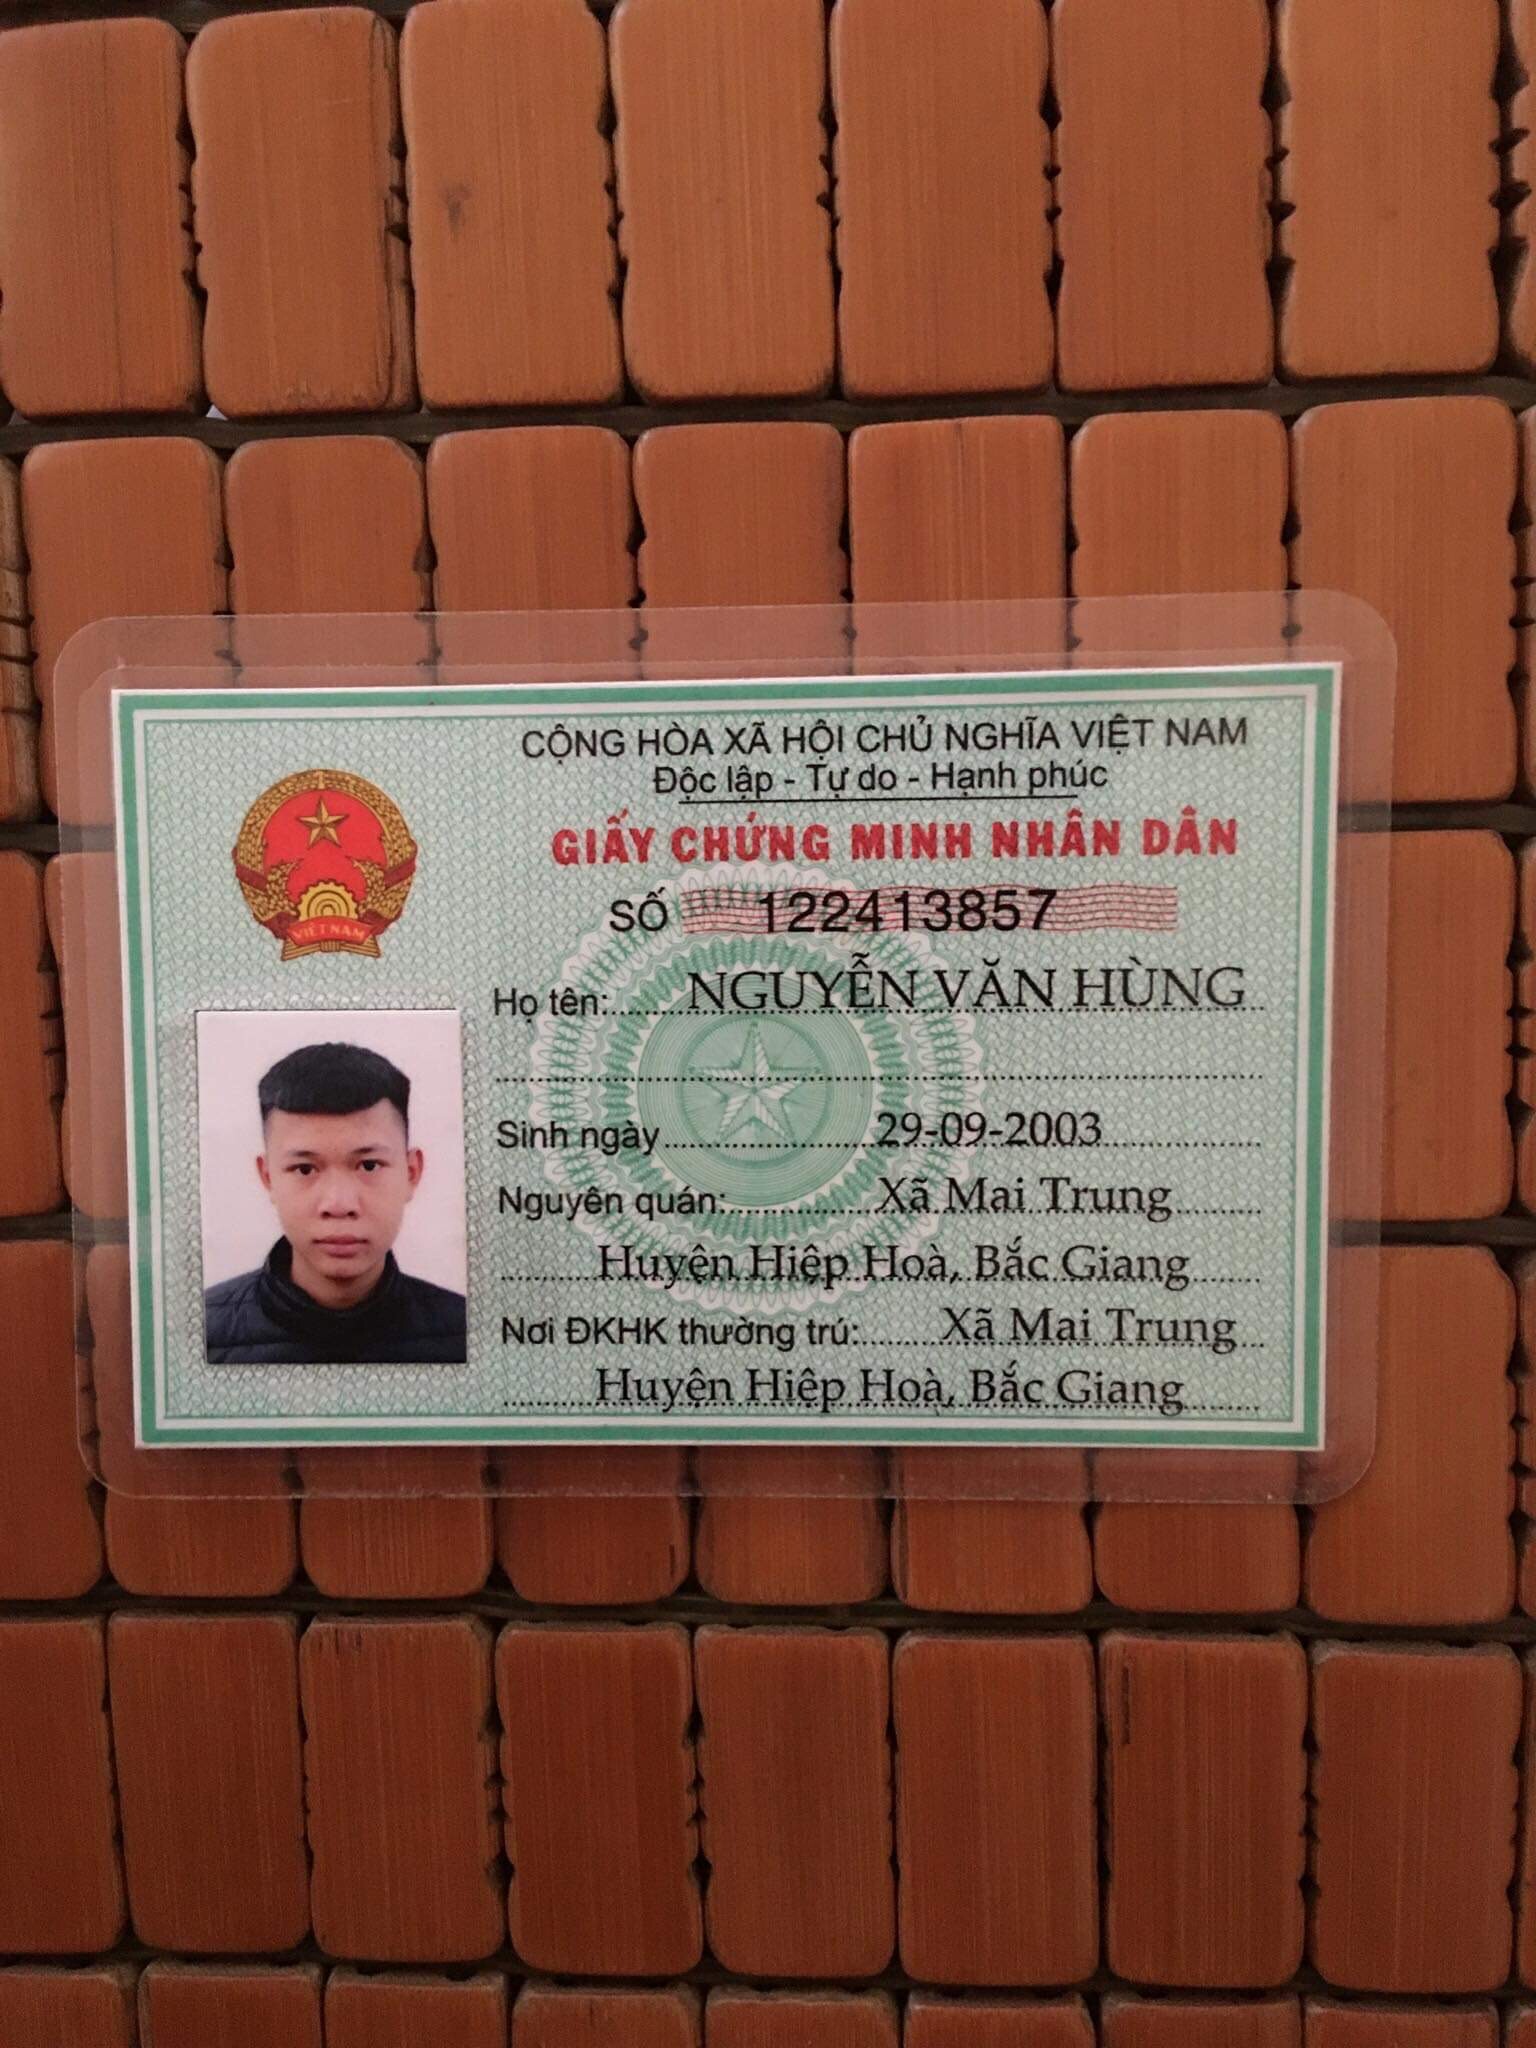 CỘNG HÒA XÃ HỘI CHỦ NGHĨA VIỆT NAM
Độc lập - Tự do - Hạnh phúc
GIẤY CHỨNG MINH NHÂN DÂN
SỐ 122413857
VIỆT NAM
Họ tên: NGUYỄN VĂN HÙNG
Sinh ngày 29-09-2003
Nguyên quán: Xã Mai Trung
Huyện Hiệp Hoà, Bắc Giang
Nơi ĐKHK thường trú: Xã Mai Trung
Huyện Hiệp Hoà, Bắc Giang